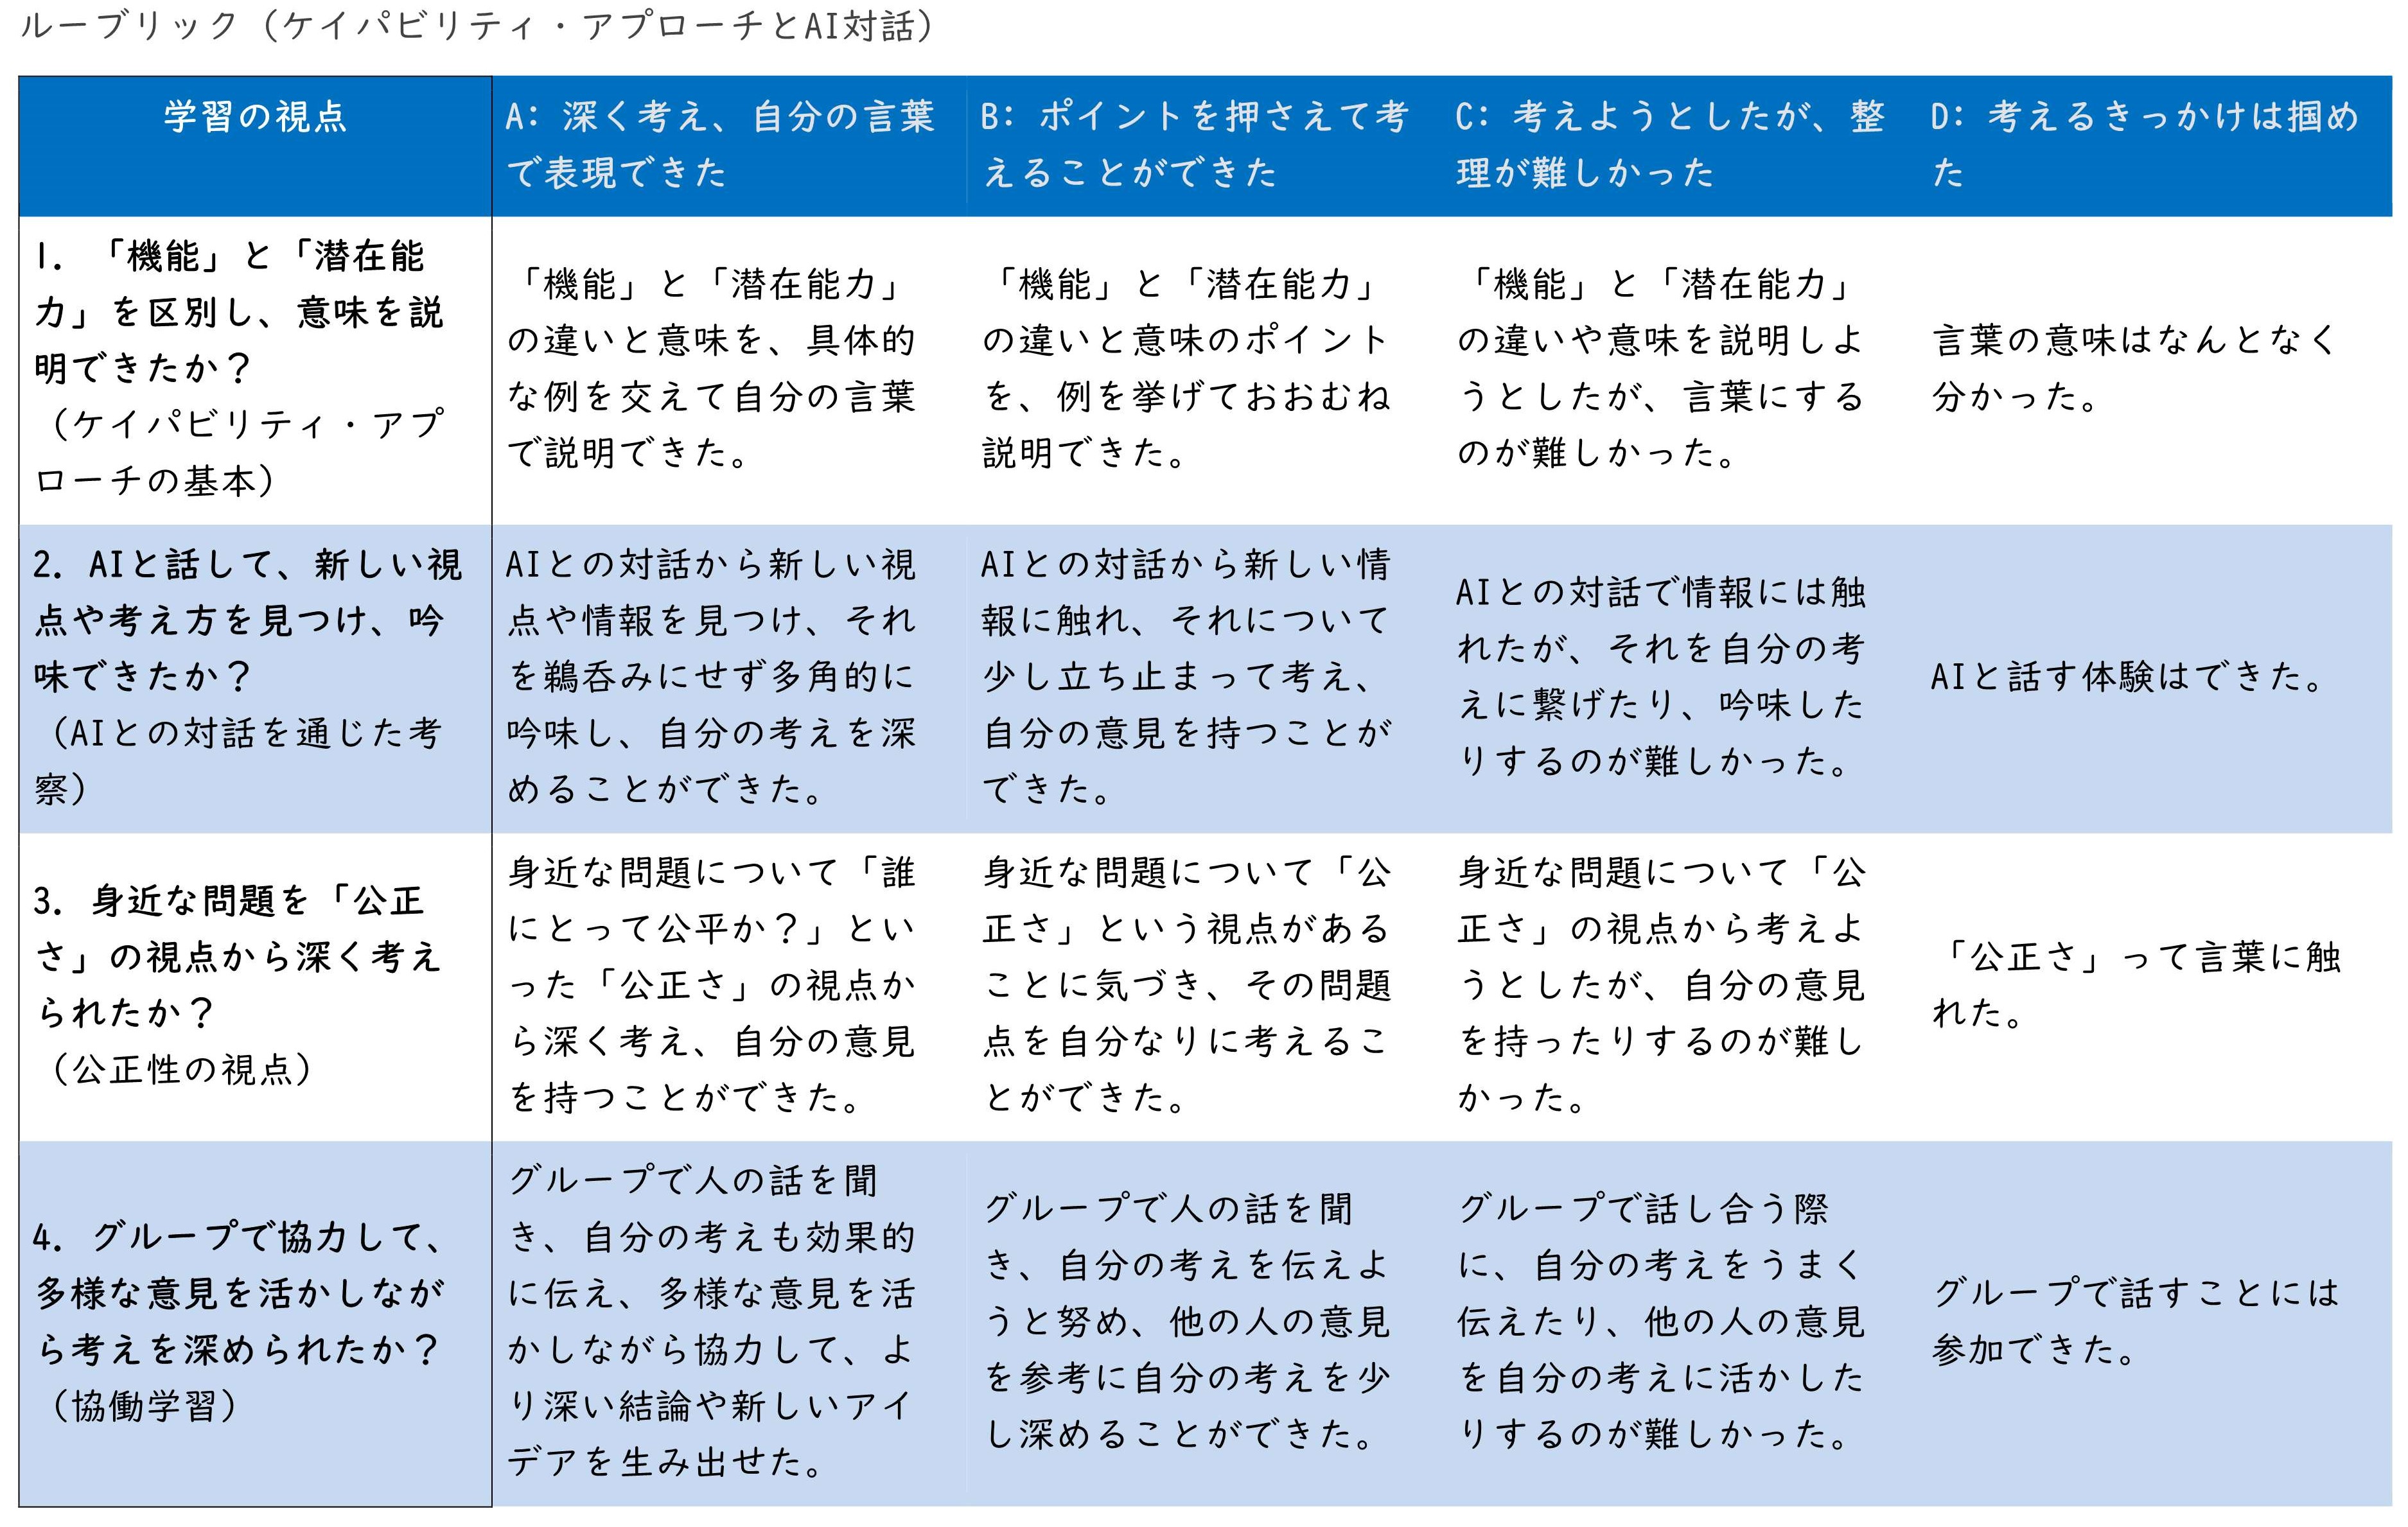 ルーブリック（ケイパビリティ・アプローチとAI対話）
学習の視点
A: 深く考え、自分の言葉
で表現できた
B: ポイントを押さえて考
えることができた
C: 考えようとしたが、整
理が難しかった
D: 考えるきっかけは掴め
た
1. 「機能」と「潜在能
力」を区別し、意味を説
明できたか？
（ケイパビリティ・アプ
ローチの基本）
「機能」と「潜在能力」
の違いと意味を、具体的
な例を交えて自分の言葉
で説明できた。
「機能」と「潜在能力」
の違いと意味のポイント
を、例を挙げておおむね
説明できた。
「機能」と「潜在能力」
の違いや意味を説明しよ
うとしたが、言葉にする
のが難しかった。
言葉の意味はなんとなく
分かった。
2. AIと話して、新しい視
点や考え方を見つけ、吟
味できたか？
（AIとの対話を通じた考
察）
AIとの対話から新しい視
点や情報を見つけ、それ
を鵜呑みにせず多角的に
吟味し、自分の考えを深
めることができた。
AIとの対話から新しい情
報に触れ、それについて
少し立ち止まって考え、
自分の意見を持つことが
できた。
AIとの対話で情報には触
れたが、それを自分の考
えに繋げたり、吟味した
りするのが難しかった。
AIと話す体験はできた。
3. 身近な問題を「公正
さ」の視点から深く考え
られたか？
（公正性の視点）
身近な問題について「誰
にとって公平か？」とい
った「公正さ」の視点か
ら深く考え、自分の意見
を持つことができた。
身近な問題について「公
正さ」という視点がある
ことに気づき、その問題
点を自分なりに考えるこ
とができた。
身近な問題について「公
正さ」の視点から考えよ
うとしたが、自分の意見
を持ったりするのが難し
かった。
「公正さ」って言葉に触
れた。
4. グループで協力して、
多様な意見を活かしなが
ら考えを深められたか？
（協働学習）
グループで人の話を聞
き、自分の考えも効果的
に伝え、多様な意見を活
かしながら協力して、よ
り深い結論や新しいアイ
デアを生み出せた。
グループで人の話を聞
き、自分の考えを伝えよ
うと努め、他の人の意見
を参考に自分の考えを少
し深めることができた。
グループで話し合う際
に、自分の考えをうまく
伝えたり、他の人の意見
を自分の考えに活かした
りするのが難しかった。
グループで話すことには
参加できた。